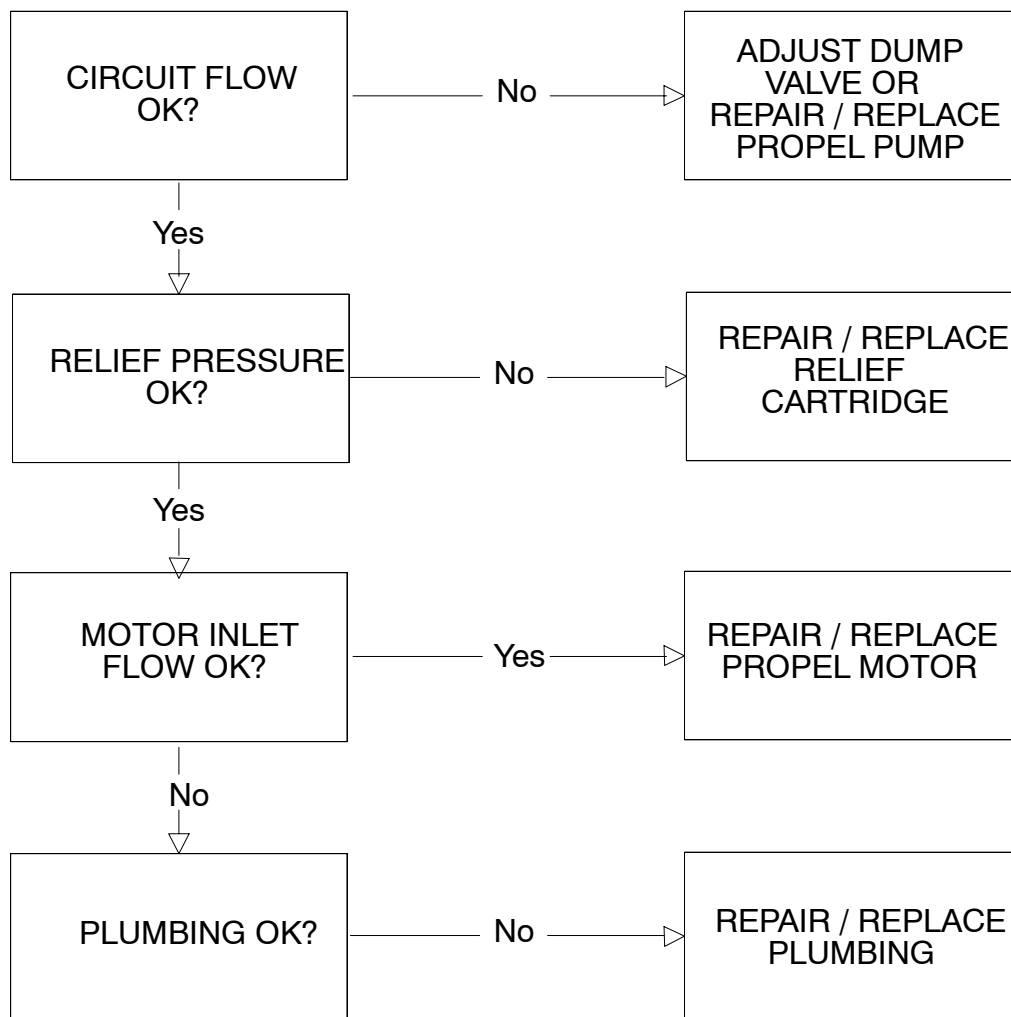 CIRCUIT FLOW
OK?
No
ADJUST DUMP
VALVE OR
REPAIR / REPLACE
PROPEL PUMP
Yes
RELIEF PRESSURE
OK?
No
REPAIR / REPLACE
RELIEF
CARTRIDGE
Yes
MOTOR INLET
FLOW OK?
Yes
REPAIR / REPLACE
PROPEL MOTOR
No
PLUMBING OK?
No
REPAIR / REPLACE
PLUMBING